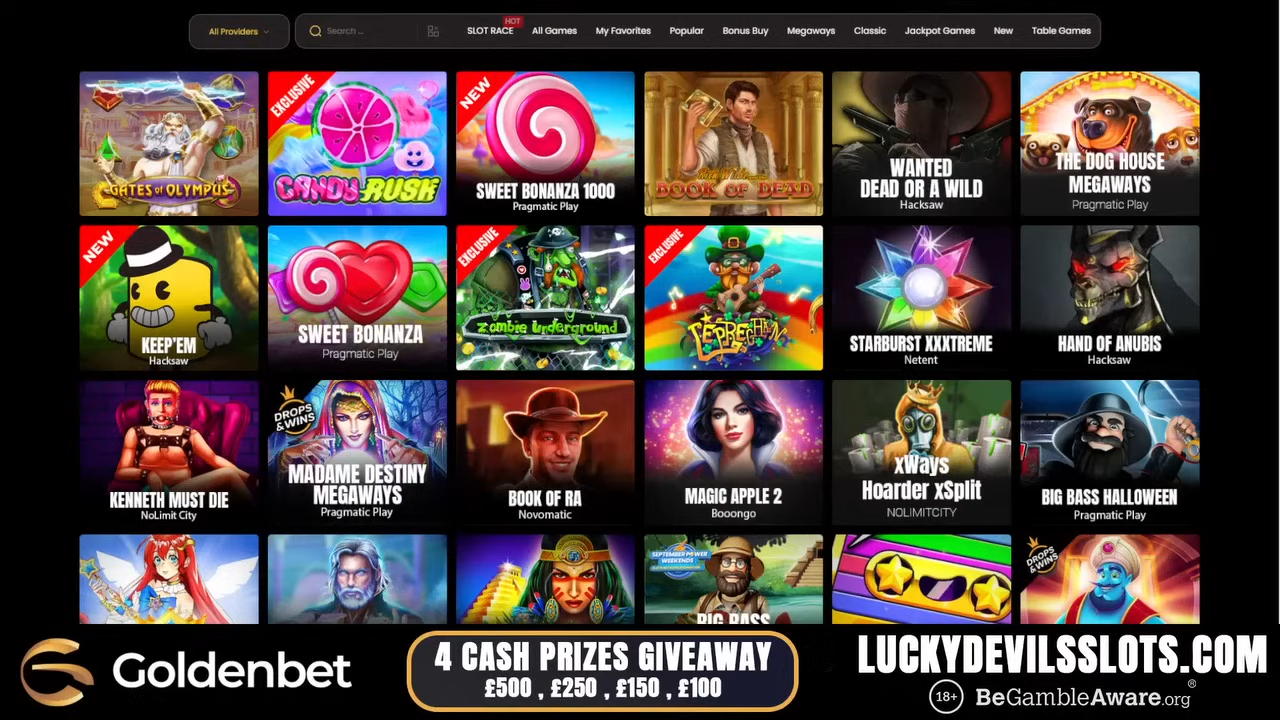 All Providers
Search ...
SLOT RACE
HOT
All Games
My Favorites
Popular
Bonus Buy
Megaways
Classic
Jackpot Games
New
Table Games
GATES of OLYMPUS
EXCLUSIVE
CANDY RUSH
NEW
SWEET BONANZA 1000
Pragmatic Play
BOOK OF DEAD
WANTED
DEAD OR A WILD
Hacksaw
THE DOG HOUSE
MEGAWAYS
Pragmatic Play
NEW
KEEP'EM
Hacksaw
SWEET BONANZA
Pragmatic Play
EXCLUSIVE
Zombie Underground
EXCLUSIVE
LEPRECHAUN
STARBURST XXXTREME
Netent
HAND OF ANUBIS
Hacksaw
KENNETH MUST DIE
NoLimit City
DROPS
& WINS
MADAME DESTINY
MEGAWAYS
Pragmatic Play
BOOK OF RA
Novomatic
MAGIC APPLE 2
Booongo
xWays
Hoarder xSplit
NOLIMITCITY
BIG BASS HALLOWEEN
Pragmatic Play
SEPTEMBER POWER
WEEKENDS
BIG BASS
DROPS
& WINS
Goldenbet
4 CASH PRIZES GIVEAWAY
£500 , £250 , £150 , £100
LUCKYDEVILSSLOTS.COM
18+ BeGambleAware.org®